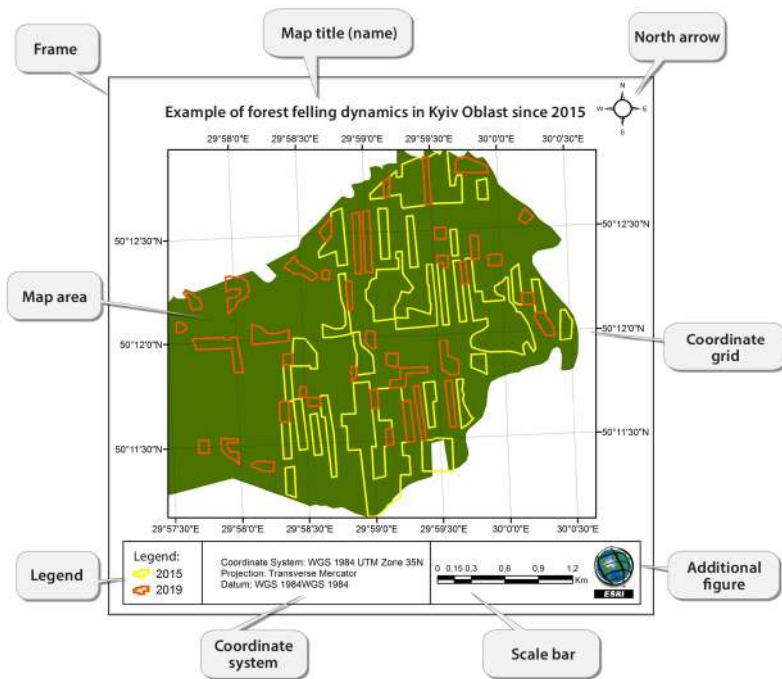 Map title (name)
North arrow
Frame
N
Example of forest felling dynamics in Kyiv Oblast since 2015
W
S
29°58'0"E 29°58'30"E 29°59'0"E 29°59'30"E 30°0'0"E 30°0'30"E
50°12'30"N
50°12'30"N
Map area
50°12'0"N
50°12'0"N
Coordinate
grid
50°11'30"N
50°11'30"N
29°57'30"E 29°58'0"E 29°58'30"E 29°59'0"E 29°59'30"E 30°0'0"E 30°0'30"E
Legend:
2015
2019
Coordinate System: WGS 1984 UTM Zone 35N
Projection: Transverse Mercator
Datum: WGS 1984WGS 1984
0 0,15 0,3 0,6 0,9 1,2
Km
ESRI
Legend
Additional
figure
Coordinate
system
Scale bar